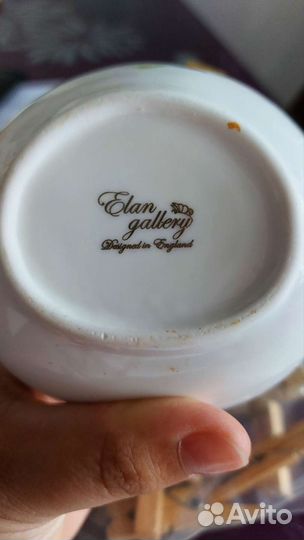 Elan
gallery
Designed in England
Avito